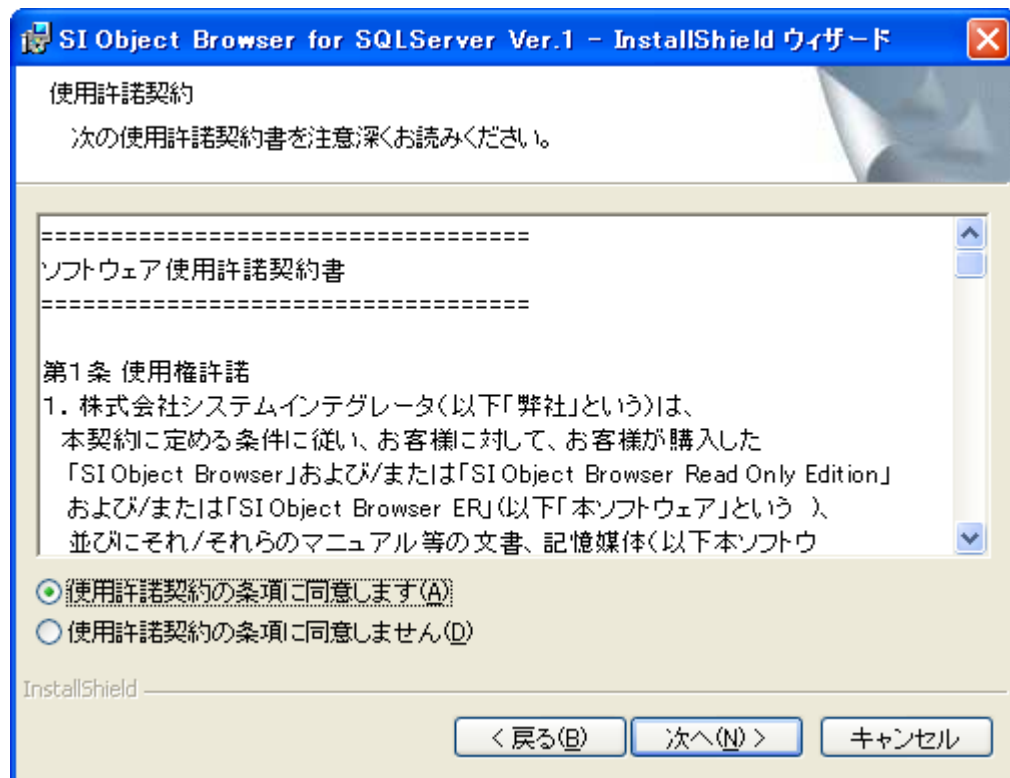 SI Object Browser for SQLServer Ver.1 - InstallShield ウィザード
使用許諾契約
次の使用許諾契約書を注意深くお読みください。
===================================
ソフトウェア使用許諾契約書
===================================
第1条 使用権許諾
1. 株式会社システムインテグレータ(以下「弊社」という)は、
本契約に定める条件に従い、お客様に対して、お客様が購入した
「SI Object Browser」および/または「SI Object Browser Read Only Edition」
および/または「SI Object Browser ER」(以下「本ソフトウェア」という )、
並びにそれ/それらのマニュアル等の文書、記憶媒体(以下本ソフトウ
使用許諾契約の条項に同意します(A)
使用許諾契約の条項に同意しません(D)
InstallShield
< 戻る(B)
次へ(N) >
キャンセル